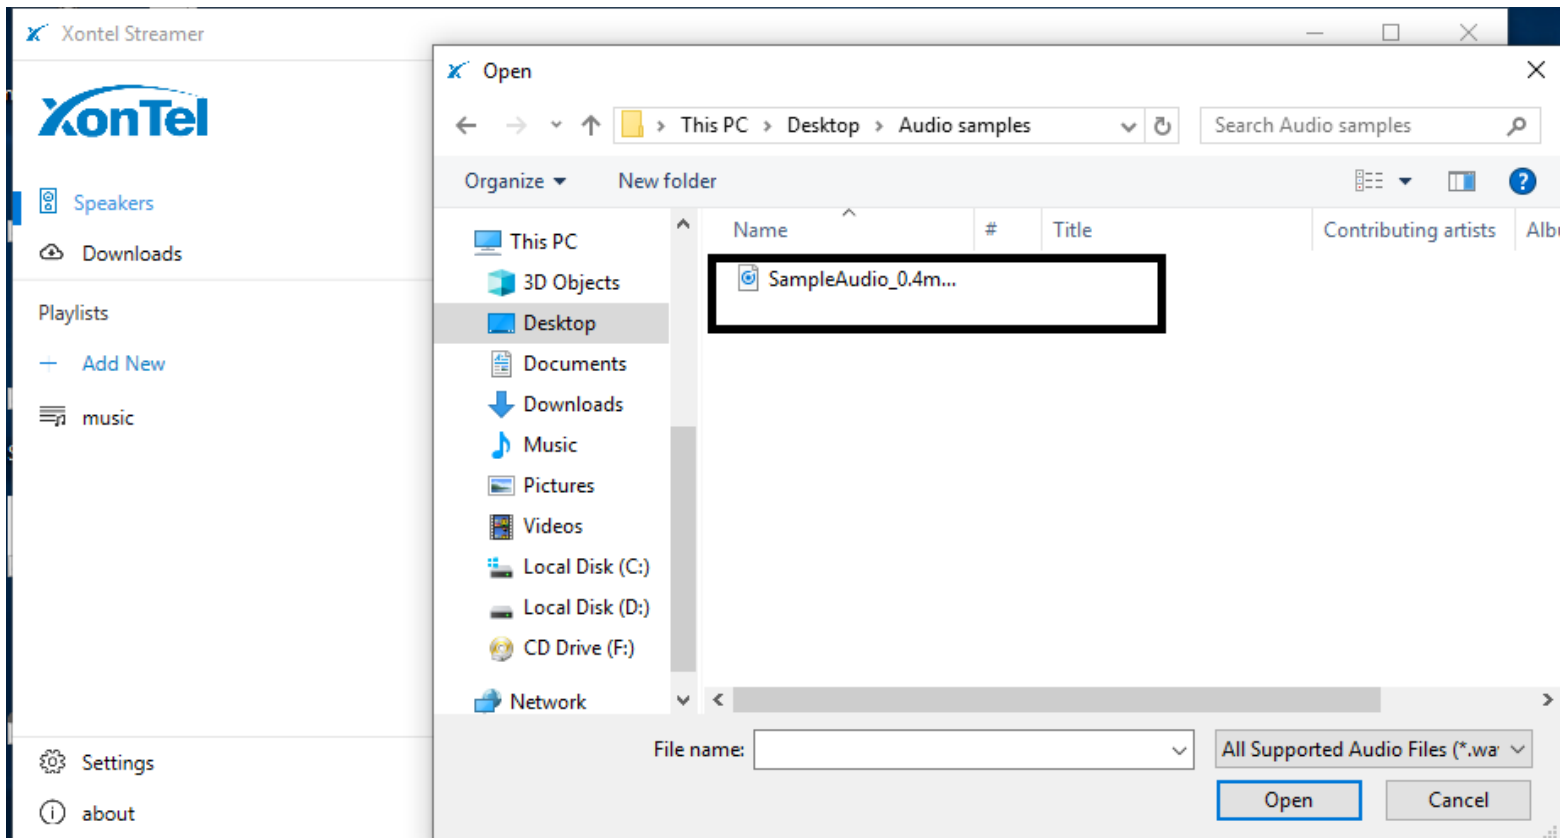 Xontel Streamer
XonTel
Speakers
Downloads
Playlists
Add New
music
Settings
about
Open
This PC > Desktop > Audio samples
Search Audio samples
Organize
New folder
?
This PC
3D Objects
Desktop
Documents
Downloads
Music
Pictures
Videos
Local Disk (C:)
Local Disk (D:)
CD Drive (F:)
Network
Name # Title Contributing artists Albu
SampleAudio_0.4m...
File name:
All Supported Audio Files (*.wa
Open
Cancel